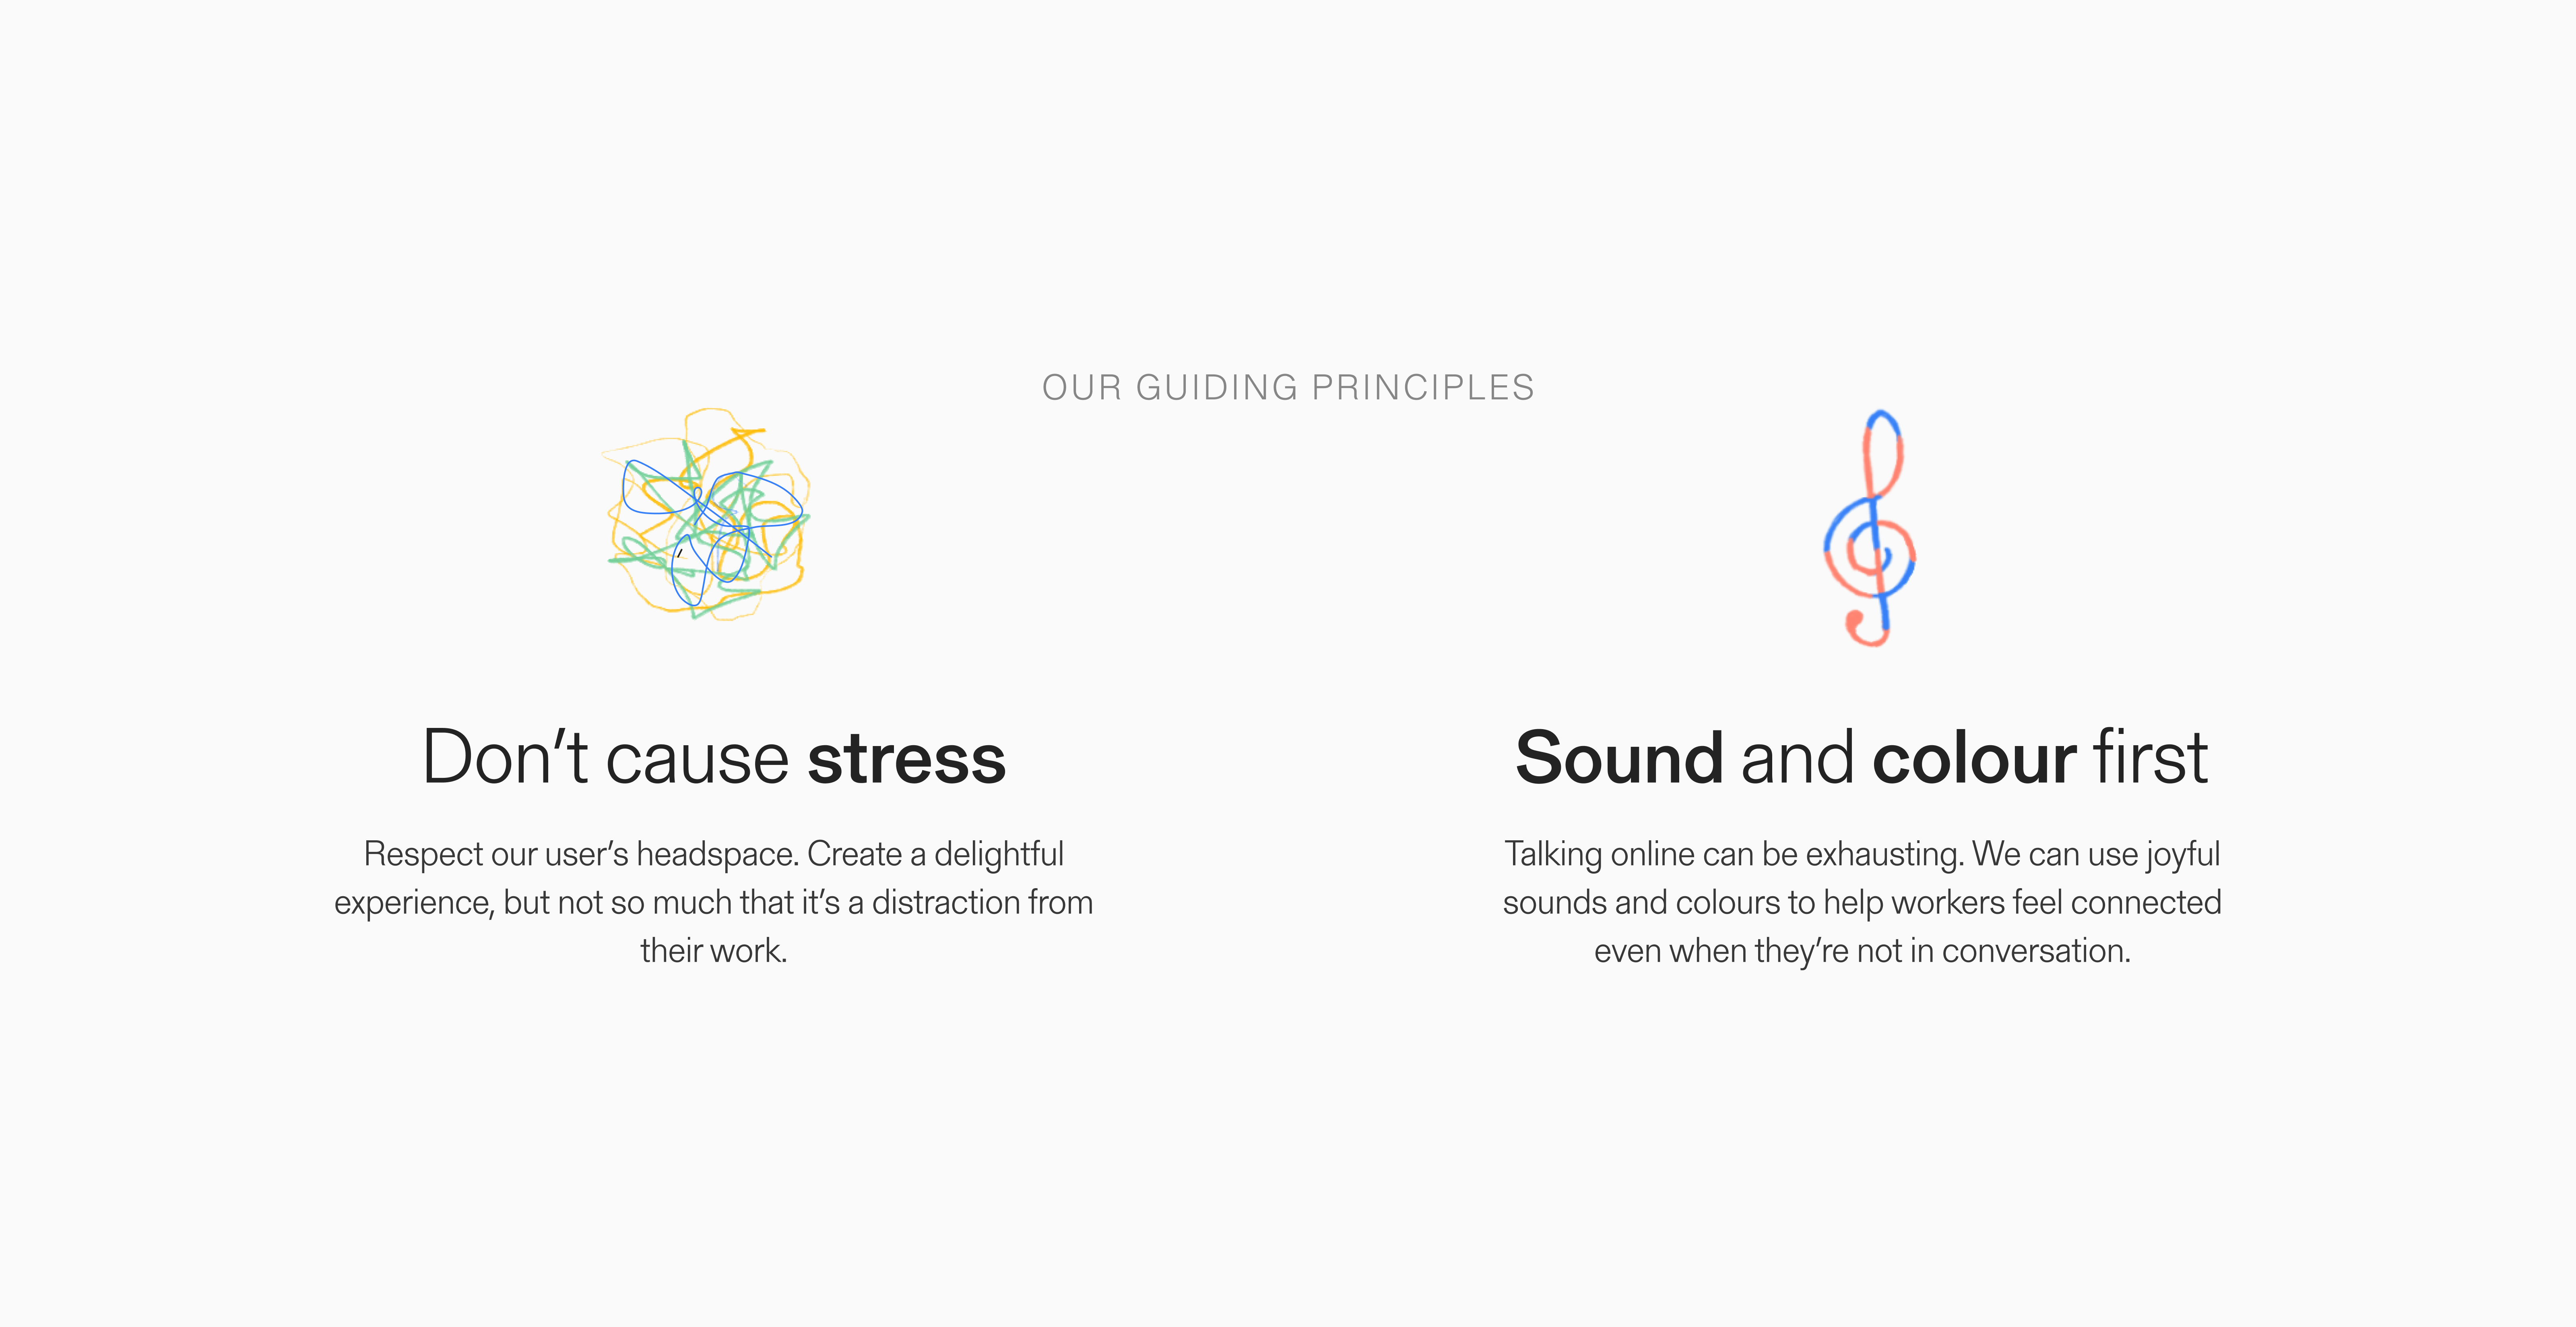 OUR GUIDING PRINCIPLES
Don’t cause stress
Respect our user’s headspace. Create a delightful
experience, but not so much that it’s a distraction from
their work.
Sound and colour first
Talking online can be exhausting. We can use joyful
sounds and colours to help workers feel connected
even when they’re not in conversation.